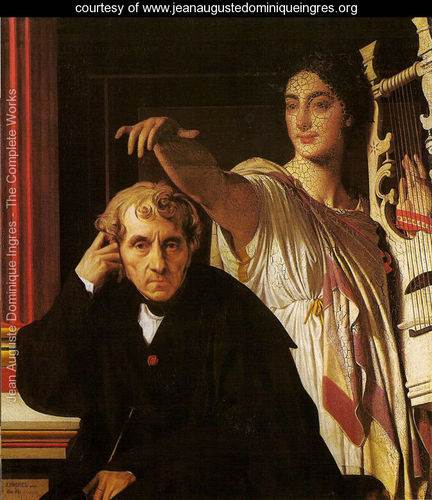 courtesy of www.jeanaugustedominiqueingres.org
Jean Auguste Dominique Ingres - The Complete Works